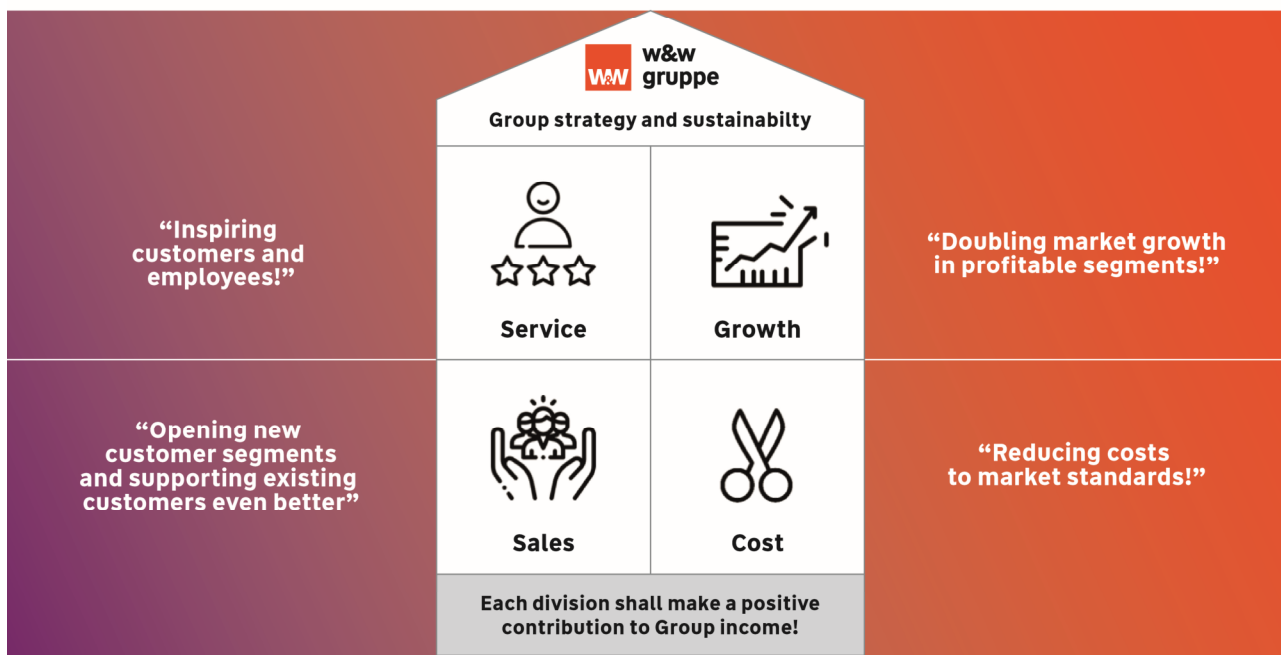 W&W
w&w
gruppe
Group strategy and sustainabilty
“Inspiring
customers and
employees!”
Service
Growth
“Doubling market growth
in profitable segments!”
“Opening new
customer segments
and supporting existing
customers even better”
Sales
Cost
“Reducing costs
to market standards!”
Each division shall make a positive
contribution to Group income!